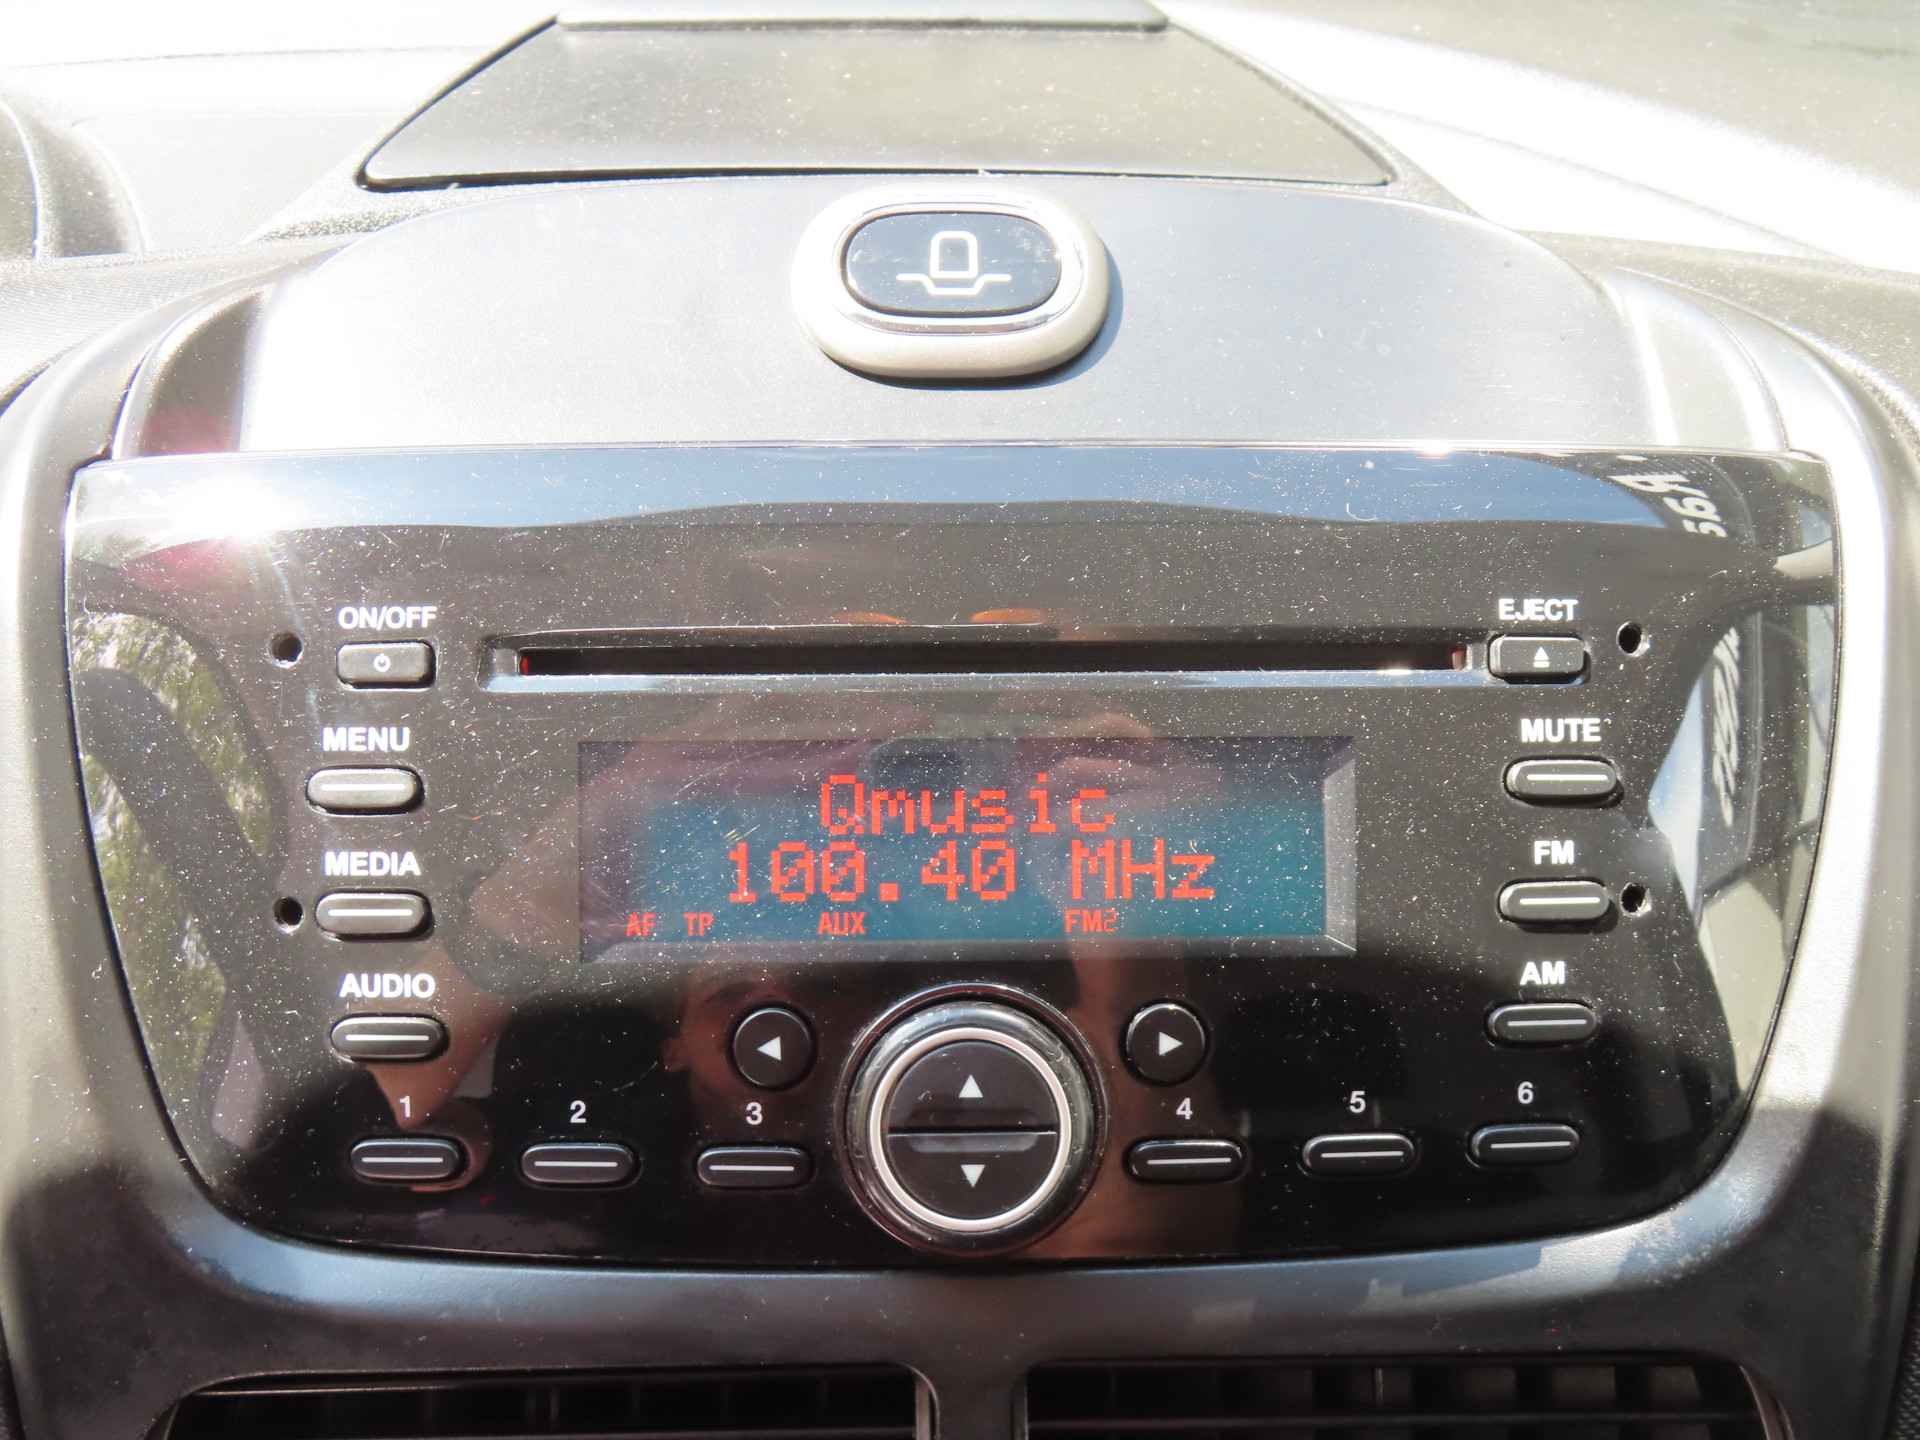 ON/OFF
EJECT
MENU
MUTE
Qmusic
100.40 MHz
MEDIA
FM
AF TP AUX FM2
AUDIO
AM
1 2 3 4 5 6